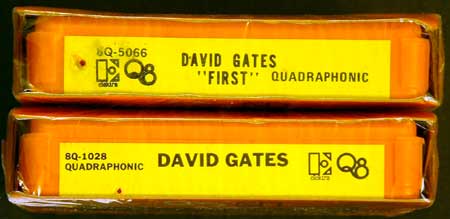 8Q-5066
DAVID GATES
"FIRST" QUADRAPHONIC
elektra Q8
8Q-1028
QUADRAPHONIC
DAVID GATES
elektra Q8